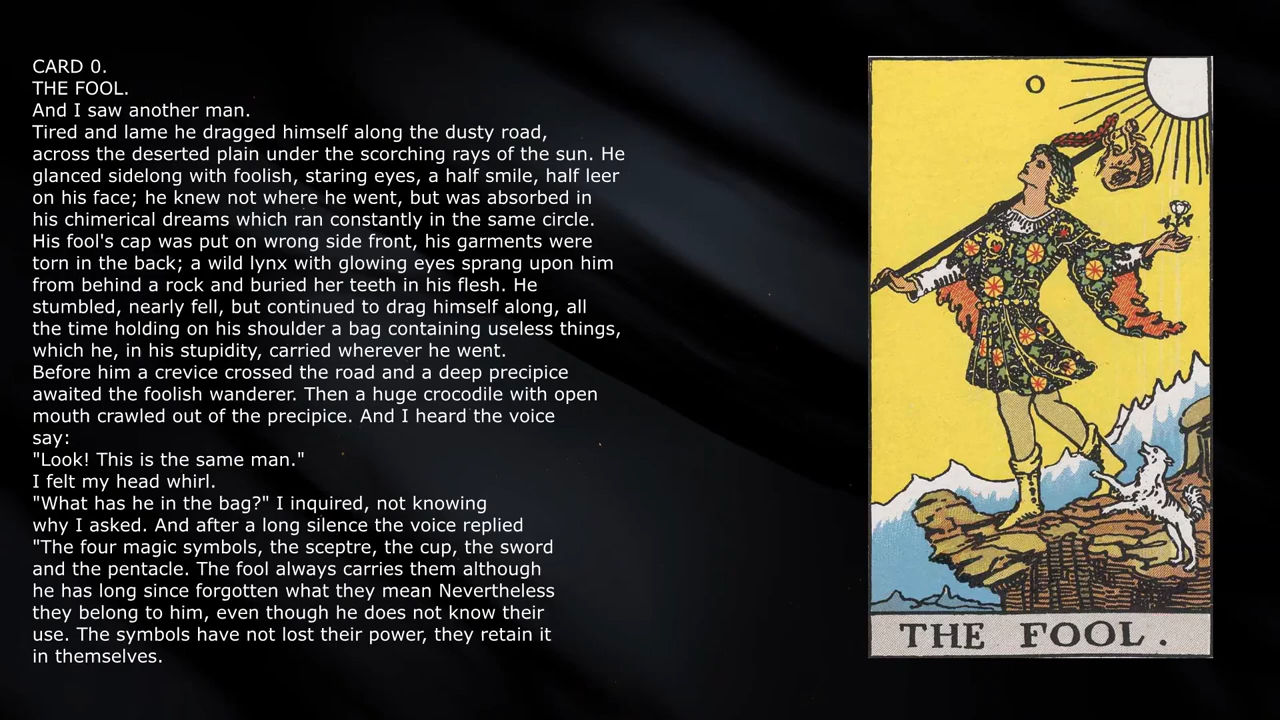 CARD 0.
THE FOOL.
And I saw another man.
Tired and lame he dragged himself along the dusty road,
across the deserted plain under the scorching rays of the sun. He
glanced sidelong with foolish, staring eyes, a half smile, half leer
on his face; he knew not where he went, but was absorbed in
his chimerical dreams which ran constantly in the same circle.
His fool's cap was put on wrong side front, his garments were
torn in the back; a wild lynx with glowing eyes sprang upon him
from behind a rock and buried her teeth in his flesh. He
stumbled, nearly fell, but continued to drag himself along, all
the time holding on his shoulder a bag containing useless things,
which he, in his stupidity, carried wherever he went.
Before him a crevice crossed the road and a deep precipice
awaited the foolish wanderer. Then a huge crocodile with open
mouth crawled out of the precipice. And I heard the voice
say:
"Look! This is the same man."
I felt my head whirl.
"What has he in the bag?" I inquired, not knowing
why I asked. And after a long silence the voice replied
"The four magic symbols, the sceptre, the cup, the sword
and the pentacle. The fool always carries them although
he has long since forgotten what they mean Nevertheless
they belong to him, even though he does not know their
use. The symbols have not lost their power, they retain it
in themselves.
0
THE FOOL.